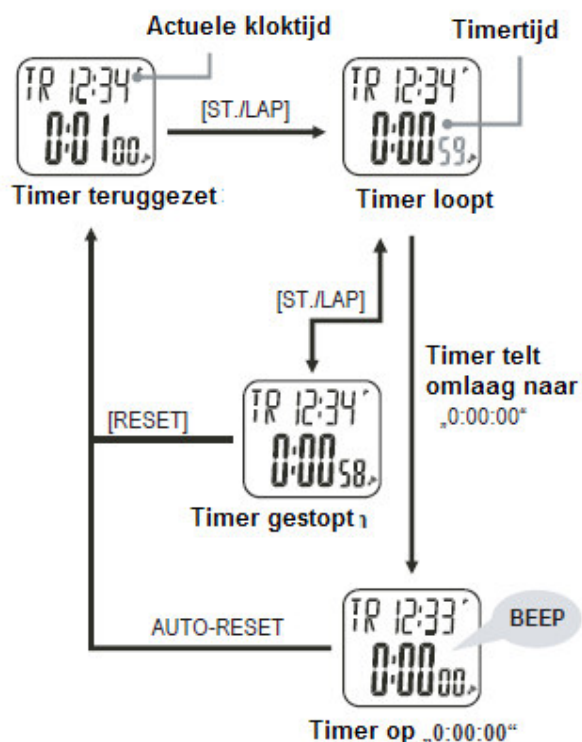 Actuele kloktijd
Timertijd
TR 12:34
0:01 00
[ST./LAP]
TR 12:34
0:00 59
Timer teruggezet
Timer loopt
[ST./LAP]
Timer telt
omlaag naar
„0:00:00“
[RESET]
TR 12:34
0:00 58
Timer gestopt
AUTO-RESET
TR 12:33
0:00 00
BEEP
Timer op „0:00:00“